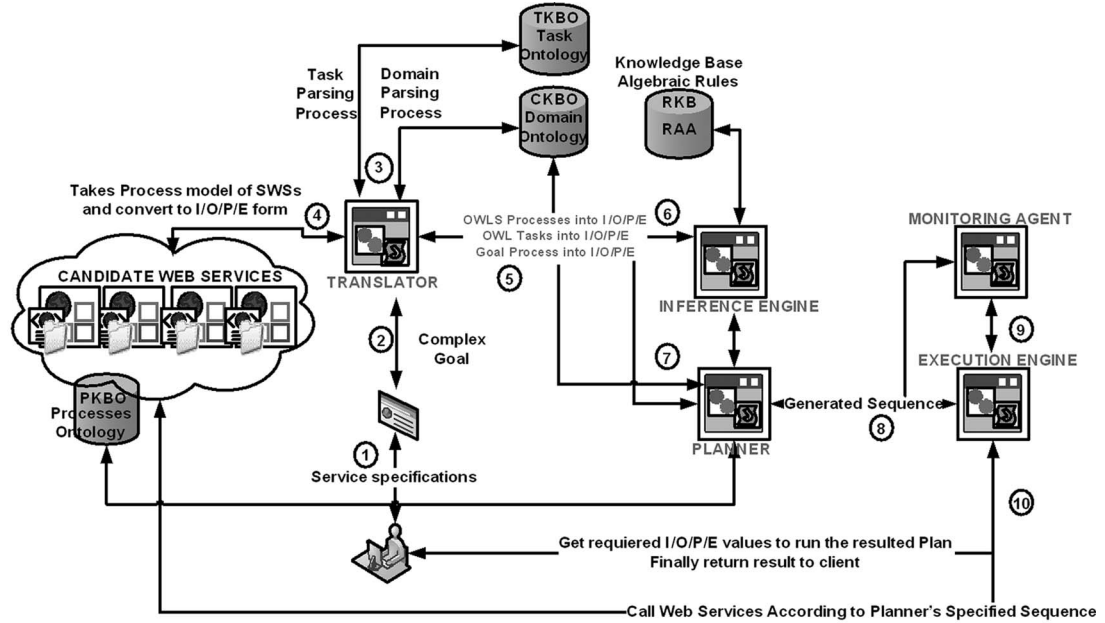 TKBO
Task
Ontology
Knowledge Base
Algebraic Rules
Task
Parsing
Process
Domain
Parsing
Process
CKBO
Domain
Ontology
RKB
RAA
3
Takes Process model of SWSs
and convert to I/O/P/E form
4
OWLS Processes into I/O/P/E
OWL Tasks into I/O/P/E
Goal Process into I/O/P/E
5
6
MONITORING AGENT
CANDIDATE WEB SERVICES
TRANSLATOR
INFERENCE ENGINE
2
Complex
Goal
7
9
EXECUTION ENGINE
PKBO
Processes
Ontology
Generated Sequence
8
PLANNER
1
Service specifications
10
Get requiered I/O/P/E values to run the resulted Plan
Finally return result to client
Call Web Services According to Planner's Specified Sequence